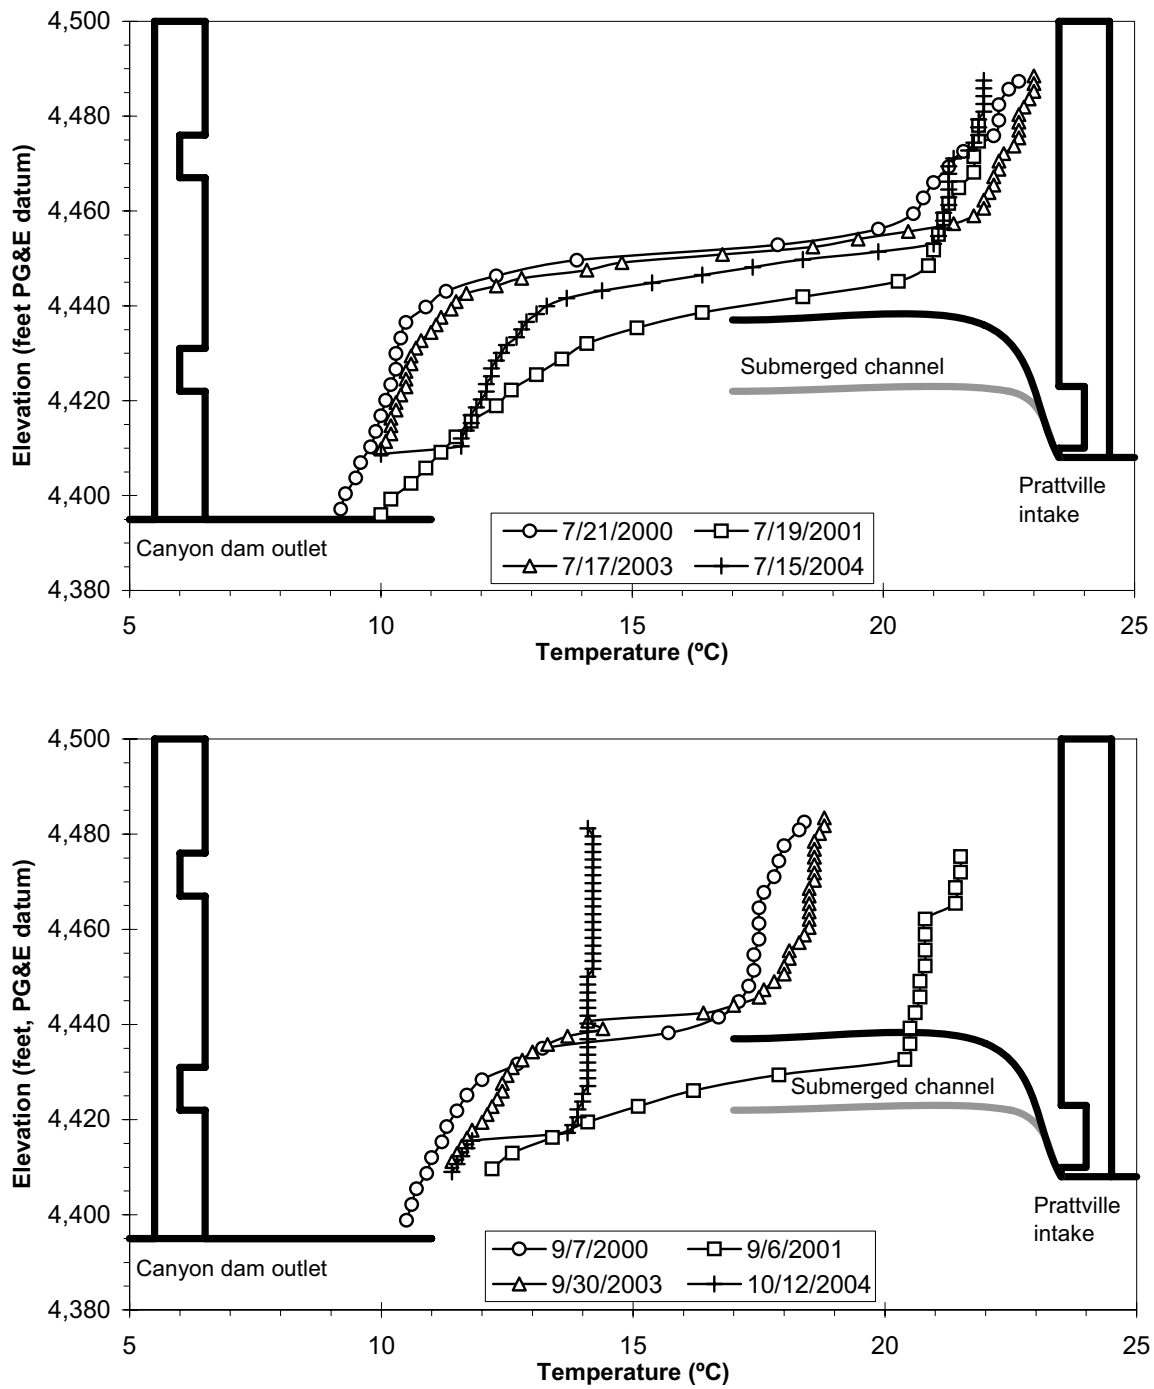 4,500
4,480
4,460
4,440
4,420
4,400
4,380
Elevation (feet PG&E datum)
Submerged channel
Prattville
intake
Canyon dam outlet
7/21/2000
7/19/2001
7/17/2003
7/15/2004
5
10
15
20
25
Temperature (ºC)
4,500
4,480
4,460
4,440
4,420
4,400
4,380
Elevation (feet, PG&E datum)
Submerged channel
Prattville
intake
Canyon dam outlet
9/7/2000
9/6/2001
9/30/2003
10/12/2004
5
10
15
20
25
Temperature (ºC)